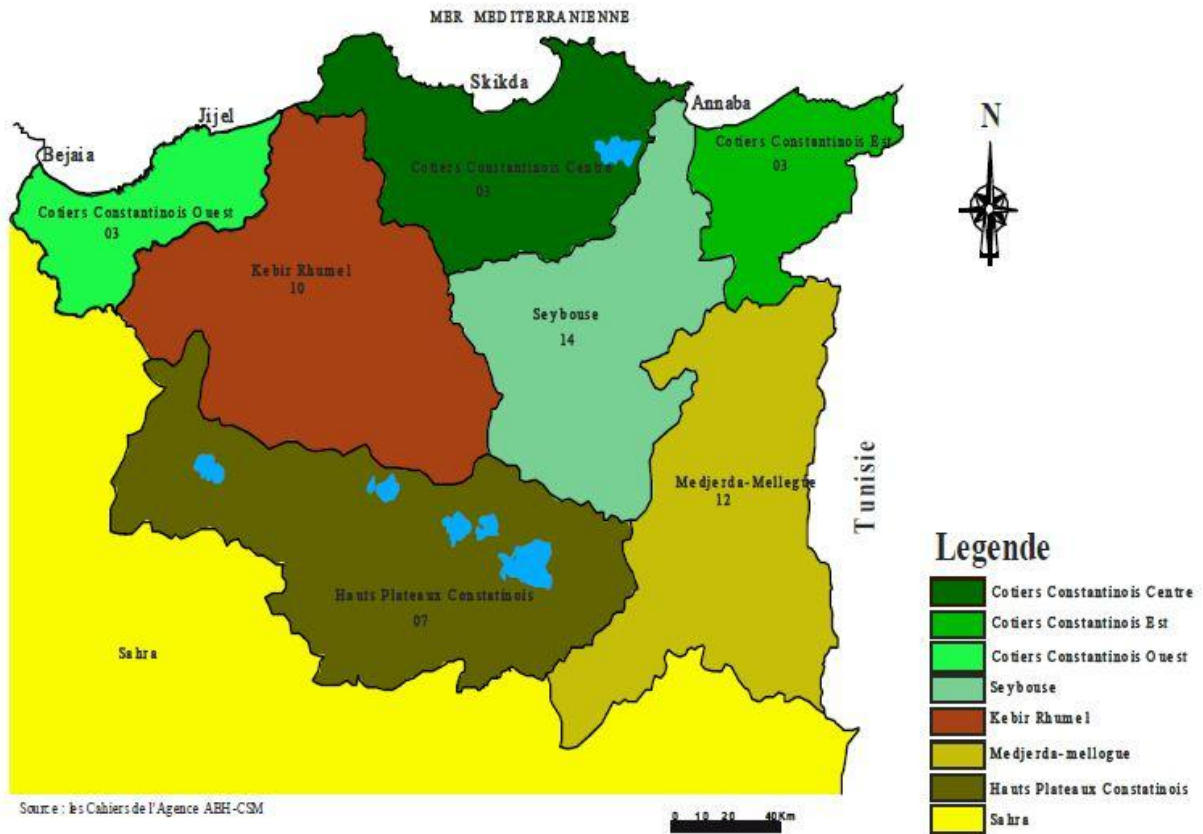 MER MEDITERRANIENNE
Skikda
Annaba
Jijel
Bejaia
N
Cotiers Constantinois Est
03
Cotiers Constantinois Centre
03
Cotiers Constantinois Ouest
03
Kebir Rhumel
10
Seybouse
14
Medjerda-Mellegue
12
Tunisie
Hauts Plateaux Constatinois
07
Sahra
Legende
Cotiers Constantinois Centre
Cotiers Constantinois Est
Cotiers Constantinois Ouest
Seybouse
Kebir Rhumel
Medjerda-mellogue
Hauts Plateaux Constatinois
Sahra
Source : les Cahiers de l'Agence ABH-CSM
0 10 20 40Km